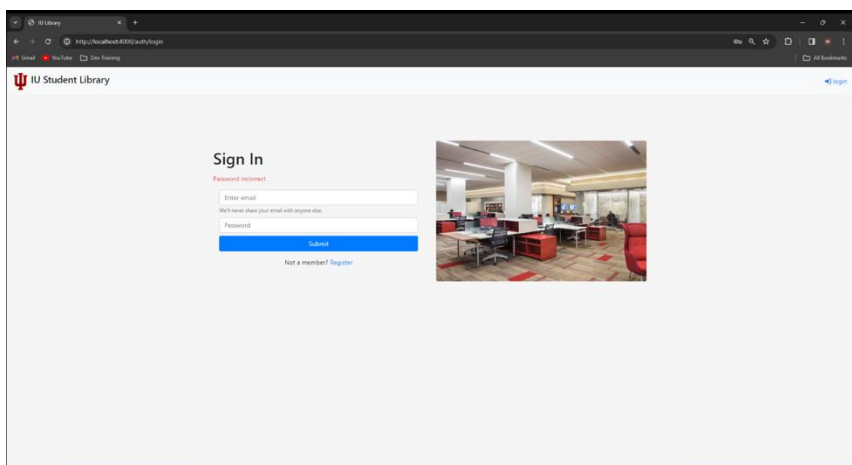 IU Library
http://localhost:4000/auth/login
Gmail YouTube Dev Training All Bookmarks
IU Student Library login
Sign In
Password incorrect
Enter email
We'll never share your email with anyone else.
Password
Submit
Not a member? Register